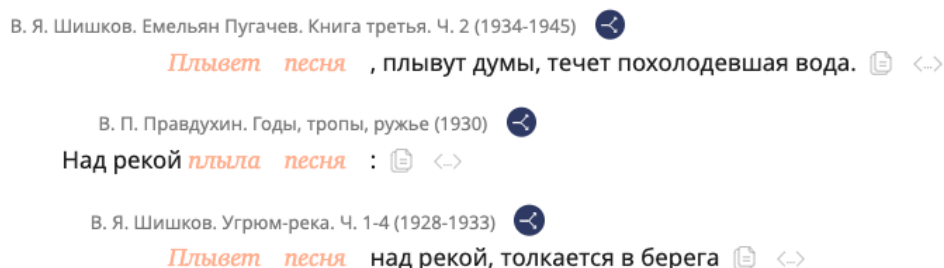 В. Я. Шишков. Емельян Пугачев. Книга третья. Ч. 2 (1934-1945)
Плывет песня , плывут думы, течет похолодевшая вода. <...>
В. П. Правдухин. Годы, тропы, ружье (1930)
Над рекой плыла песня : <...>
В. Я. Шишков. Угрюм-река. Ч. 1-4 (1928-1933)
Плывет песня над рекой, толкается в берега <...>